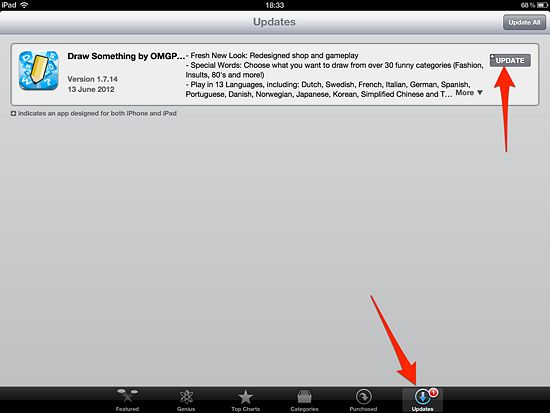 iPad 18:33 68 %
Updates Update All
Draw Something by OMGP...
Version 1.7.14
13 June 2012
- Fresh New Look: Redesigned shop and gameplay
- Special Words: Choose what you want to draw from over 30 funny categories (Fashion,
Insults, 80's and more!)
- Play in 13 Languages, including: Dutch, Swedish, French, Italian, German, Spanish,
Portuguese, Danish, Norwegian, Japanese, Korean, Simplified Chinese and T... More ▼
UPDATE
indicates an app designed for both iPhone and iPad
Featured Genius Top Charts Categories Purchased Updates
1